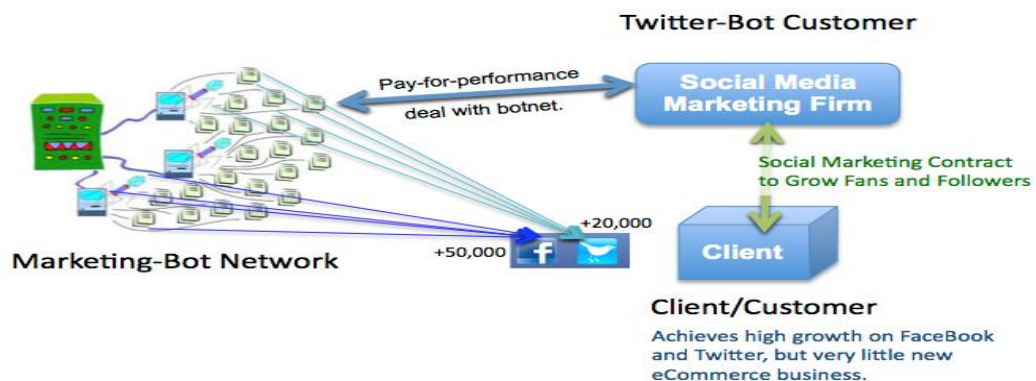 Twitter-Bot Customer
Pay-for-performance
deal with botnet.
Social Media
Marketing Firm
Social Marketing Contract
to Grow Fans and Followers
+20,000
+50,000
f
Client
Marketing-Bot Network
Client/Customer
Achieves high growth on FaceBook
and Twitter, but very little new
eCommerce business.